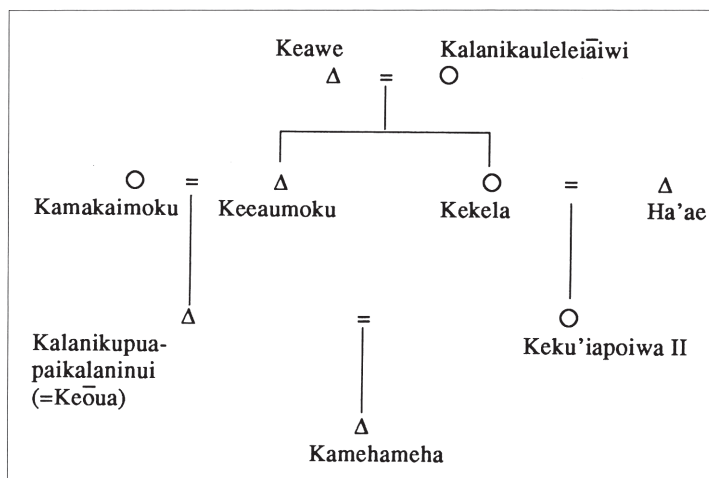 Keawe Kalanikauleleiāiwi
Δ = O
O = Δ O = Δ
Kamakaimoku Keeaumoku Kekela Ha'ae
Δ = O
Kalanikupua-
paikalaninui
(=Keōua)
Keku'iapoiwa II
Δ
Kamehameha